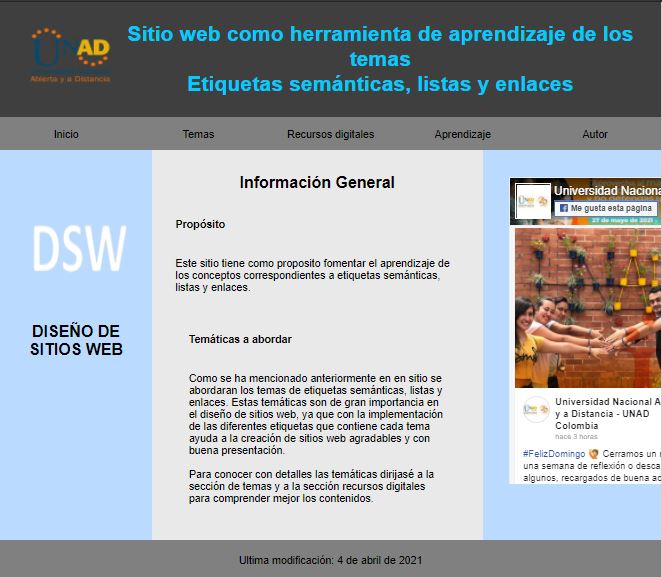 UNAD
Abierta y a Distancia
Sitio web como herramienta de aprendizaje de los
temas
Etiquetas semánticas, listas y enlaces
Inicio
Temas
Recursos digitales
Aprendizaje
Autor
DSW
DISEÑO DE
SITIOS WEB
Información General
Propósito
Este sitio tiene como proposito fomentar el aprendizaje de
los conceptos correspondientes a etiquetas semánticas,
listas y enlaces.
Temáticas a abordar
Como se ha mencionado anteriormente en en sitio se
abordaran los temas de etiquetas semánticas, listas y
enlaces. Estas temáticas son de gran importancia en
el diseño de sitios web, ya que con la implementación
de las diferentes etiquetas que contiene cada tema
ayuda a la creación de sitios web agradables y con
buena presentación.
Para conocer con detalles las temáticas dirijasé a la
sección de temas y a la sección recursos digitales
para comprender mejor los contenidos.
Universidad Naciona
Me gusta esta página
27 de mayo de 2021
Universidad Nacional A
y a Distancia - UNAD
Colombia
hace 3 horas
#FelizDomingo Cerramos un
una semana de reflexión o desca
algunos, recargados de buena
Ultima modificación: 4 de abril de 2021